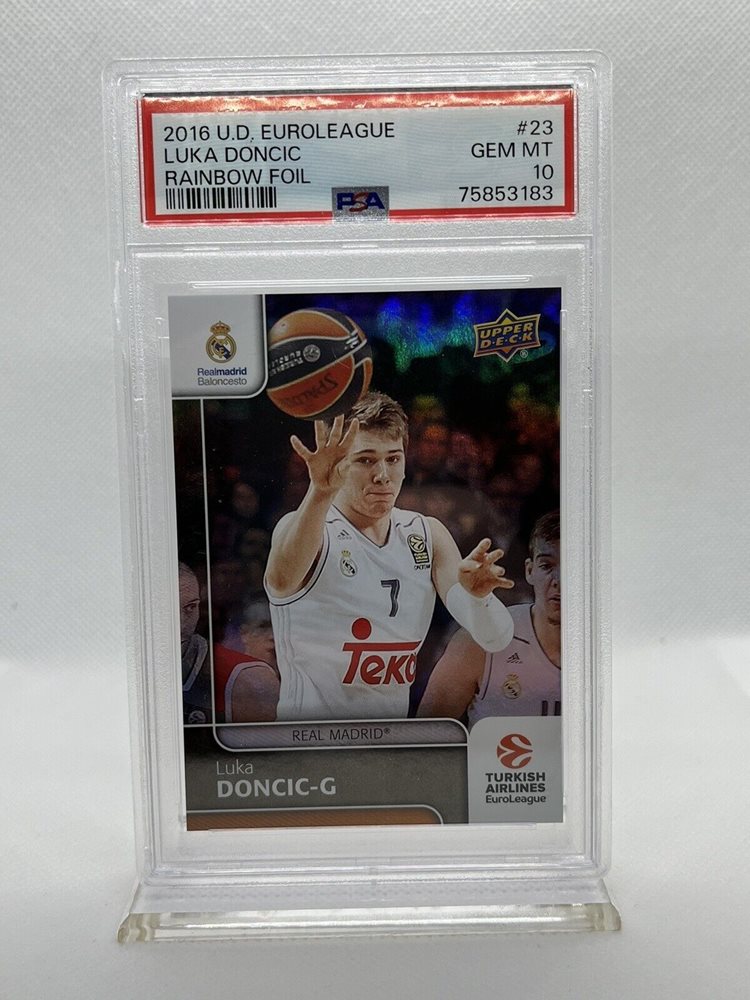 2016 U.D. EUROLEAGUE #23
LUKA DONCIC GEM MT
RAINBOW FOIL 10
PSA 75853183
Realmadrid
Baloncesto
UPPER
D·E·C·K
®
SPALDING
7
Teka
REAL MADRID®
Luka
DONCIC-G
TURKISH
AIRLINES
EuroLeague